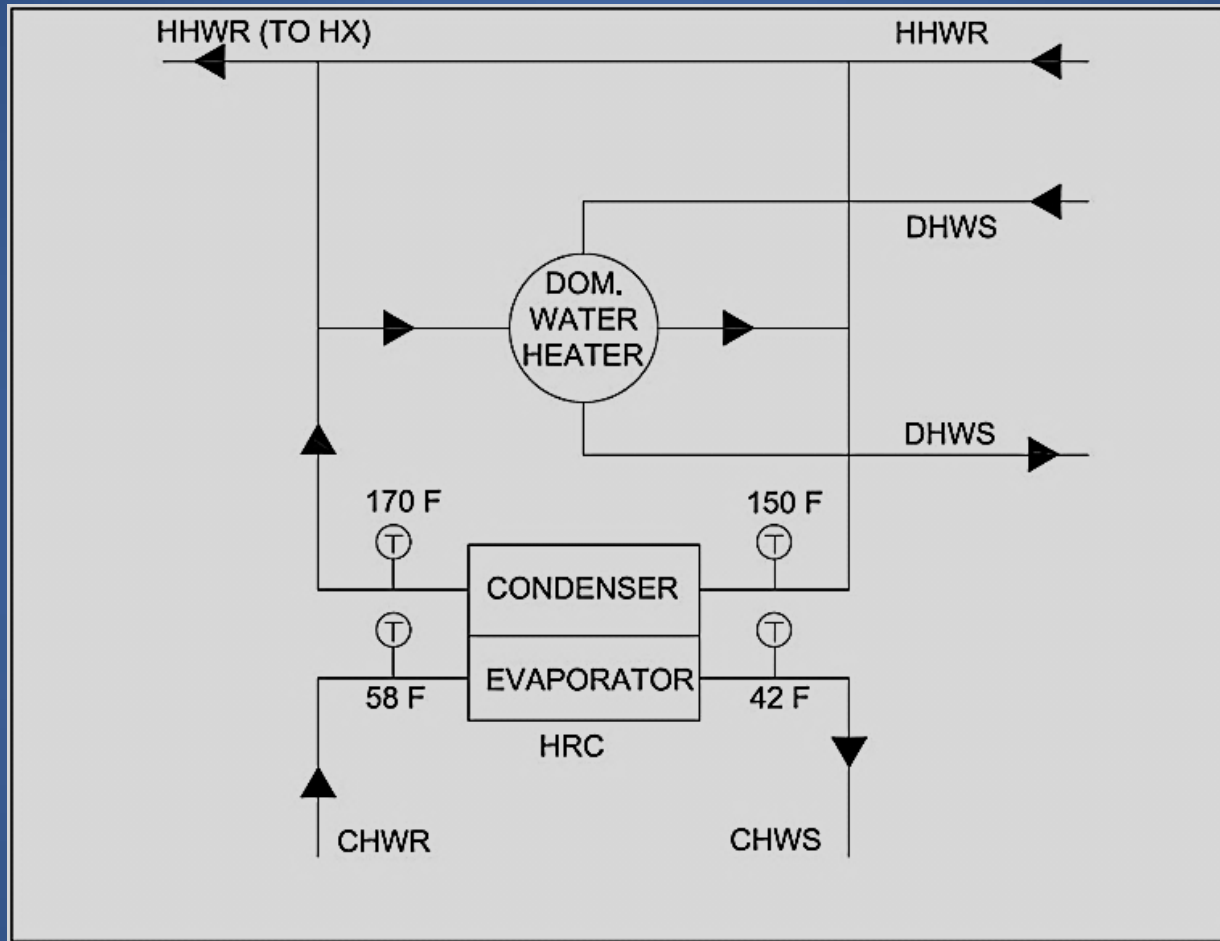 HHWR (TO HX)
HHWR
DHWS
DOM.
WATER
HEATER
DHWS
170 F
150 F
T
T
CONDENSER
T
T
EVAPORATOR
58 F
42 F
HRC
CHWR
CHWS